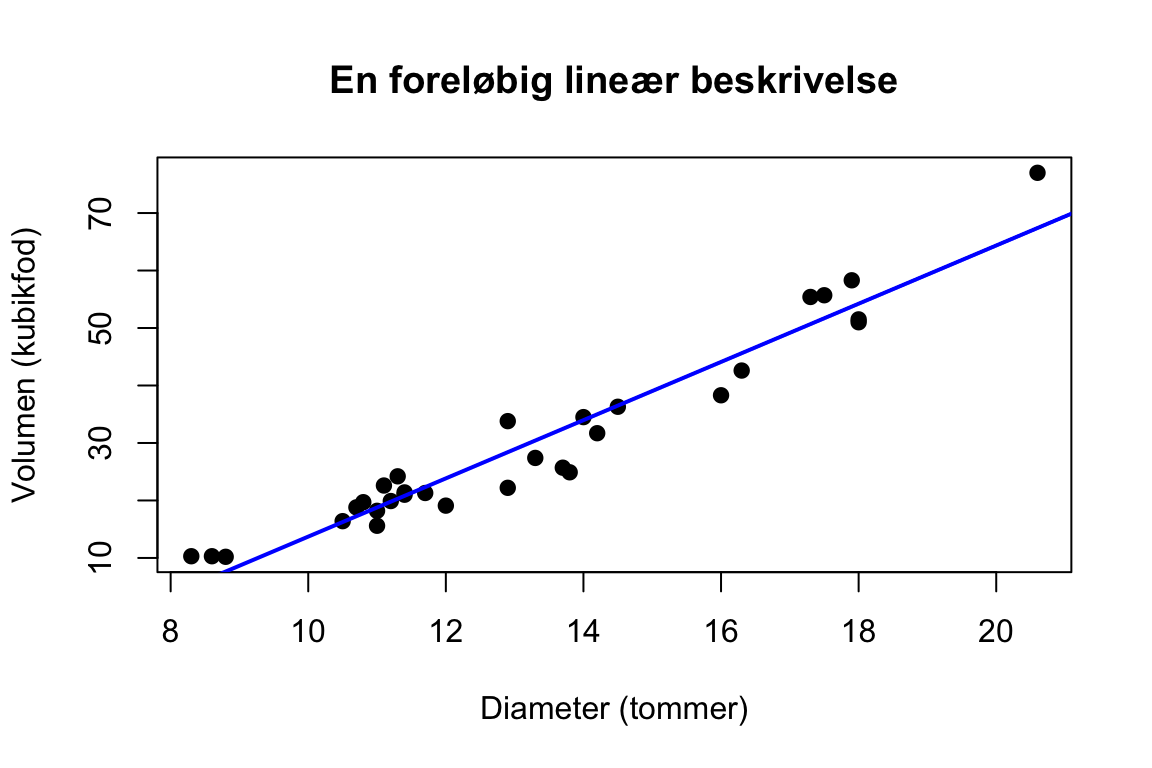 En foreløbig lineær beskrivelse
Volumen (kubikfod)
70
50
30
10
8 10 12 14 16 18 20
Diameter (tommer)